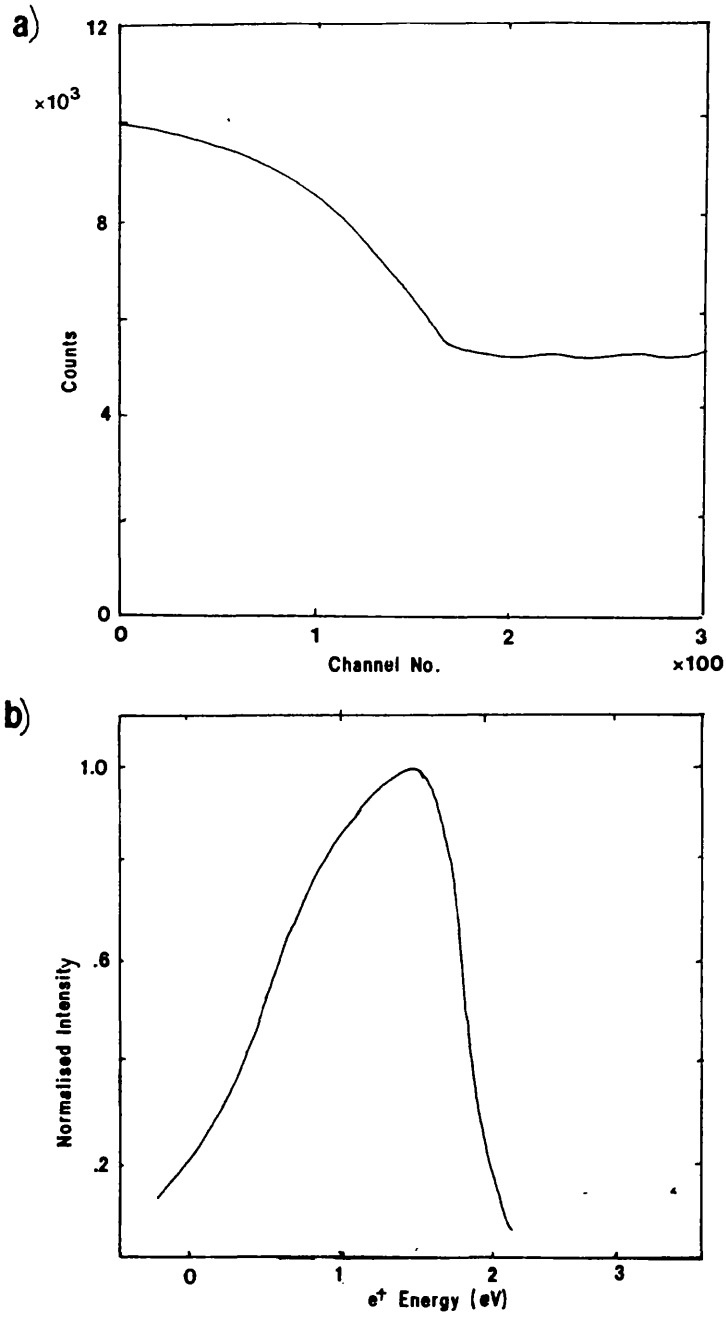 a)
12
×10³
8
Counts
4
0
0 1 2 3
Channel No. ×100
b)
1.0
.6
Normalised Intensity
.2
0 1 2 3
e⁺ Energy (eV)